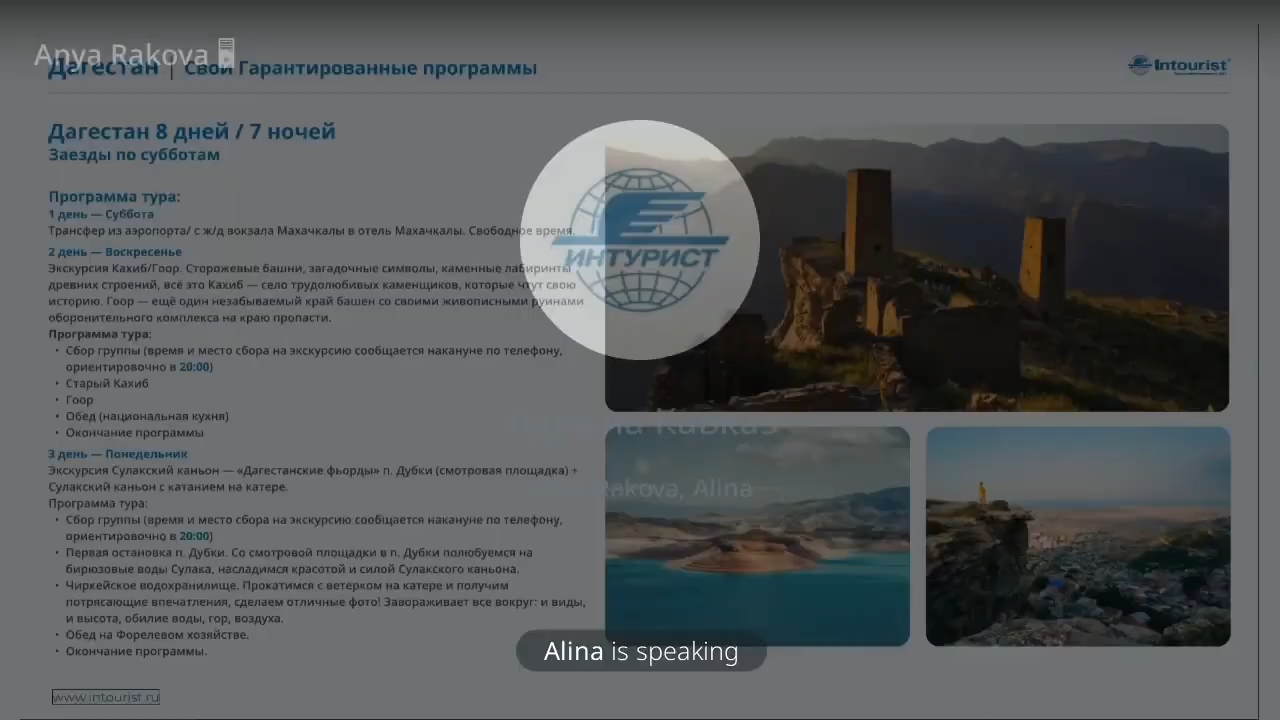 Anya Rakova
Дагестан | Свои Гарантированные программы
Intourist
Дагестан 8 дней / 7 ночей
Заезды по субботам
ИНТУРИСТ
Программа тура:
1 день — Суббота
Трансфер из аэропорта/ с ж/д вокзала Махачкалы в отель Махачкалы. Свободное время.
2 день — Воскресенье
Экскурсия Кахиб/Гоор. Сторожевые башни, загадочные символы, каменные лабиринты
древних строений, всё это Кахиб — село трудолюбивых каменщиков, которые чтут свою
историю. Гоор — ещё один незабываемый край башен со своими живописными руинами
оборонительного комплекса на краю пропасти.
Программа тура:
• Сбор группы (время и место сбора на экскурсию сообщается накануне по телефону,
ориентировочно в 20:00)
• Старый Кахиб
• Гоор
• Обед (национальная кухня)
• Окончание программы
3 день — Понедельник
Экскурсия Сулакский каньон — «Дагестанские фьорды» п. Дубки (смотровая площадка) +
Сулакский каньон с катанием на катере.
Программа тура:
• Сбор группы (время и место сбора на экскурсию сообщается накануне по телефону,
ориентировочно в 20:00)
• Первая остановка п. Дубки. Со смотровой площадки в п. Дубки полюбуемся на
бирюзовые воды Сулака, насладимся красотой и силой Сулакского каньона.
• Чиркейское водохранилище. Прокатимся с ветерком на катере и получим
потрясающие впечатления, сделаем отличные фото! Завораживает все вокруг: и виды,
и высота, обилие воды, гор, воздуха.
• Обед на Форелевом хозяйстве.
• Окончание программы.
на Кавказ
Rakova, Alina
Alina is speaking
www.intourist.ru